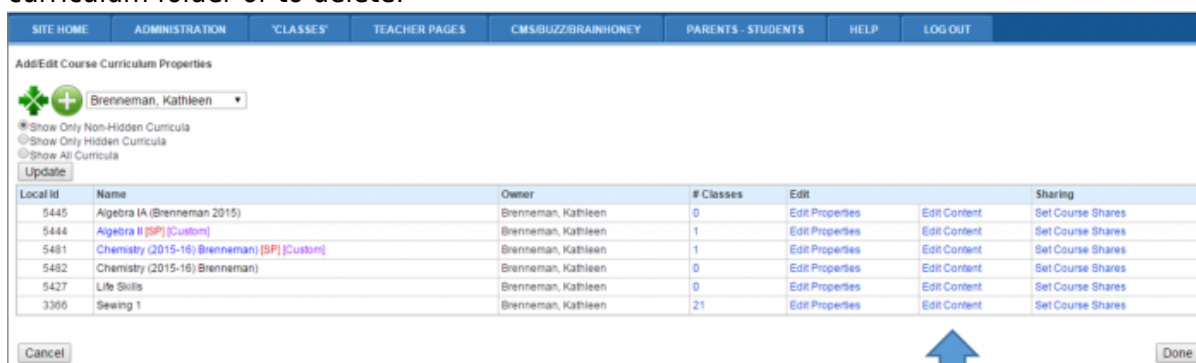 curriculum folder or to delete.
SITE HOME ADMINISTRATION 'CLASSES' TEACHER PAGES CMS/BUZZ/BRAINHONEY PARENTS - STUDENTS HELP LOG OUT
Add/Edit Course Curriculum Properties
Brenneman, Kathleen
Show Only Non-Hidden Curricula
Show Only Hidden Curricula
Show All Curricula
Update
Local Id Name Owner # Classes Edit Sharing
5445 Algebra IA (Brenneman 2015) Brenneman, Kathleen 0 Edit Properties Edit Content Set Course Shares
5444 Algebra II [SP] [Custom] Brenneman, Kathleen 1 Edit Properties Edit Content Set Course Shares
5481 Chemistry (2015-16) Brenneman) [SP] [Custom] Brenneman, Kathleen 1 Edit Properties Edit Content Set Course Shares
5482 Chemistry (2015-16) Brenneman) Brenneman, Kathleen 0 Edit Properties Edit Content Set Course Shares
5427 Life Skills Brenneman, Kathleen 0 Edit Properties Edit Content Set Course Shares
3366 Sewing 1 Brenneman, Kathleen 21 Edit Properties Edit Content Set Course Shares
Cancel Done